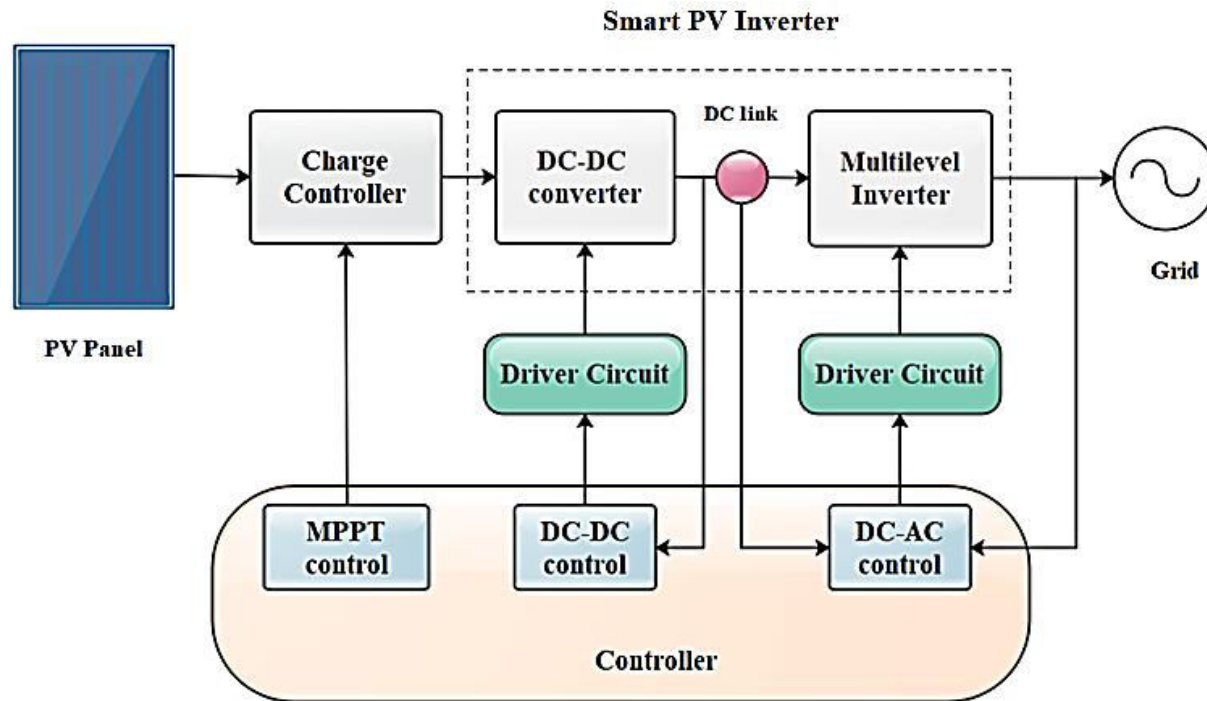 Smart PV Inverter
DC link
Charge
Controller
DC-DC
converter
Multilevel
Inverter
Grid
PV Panel
Driver Circuit
Driver Circuit
MPPT
control
DC-DC
control
DC-AC
control
Controller